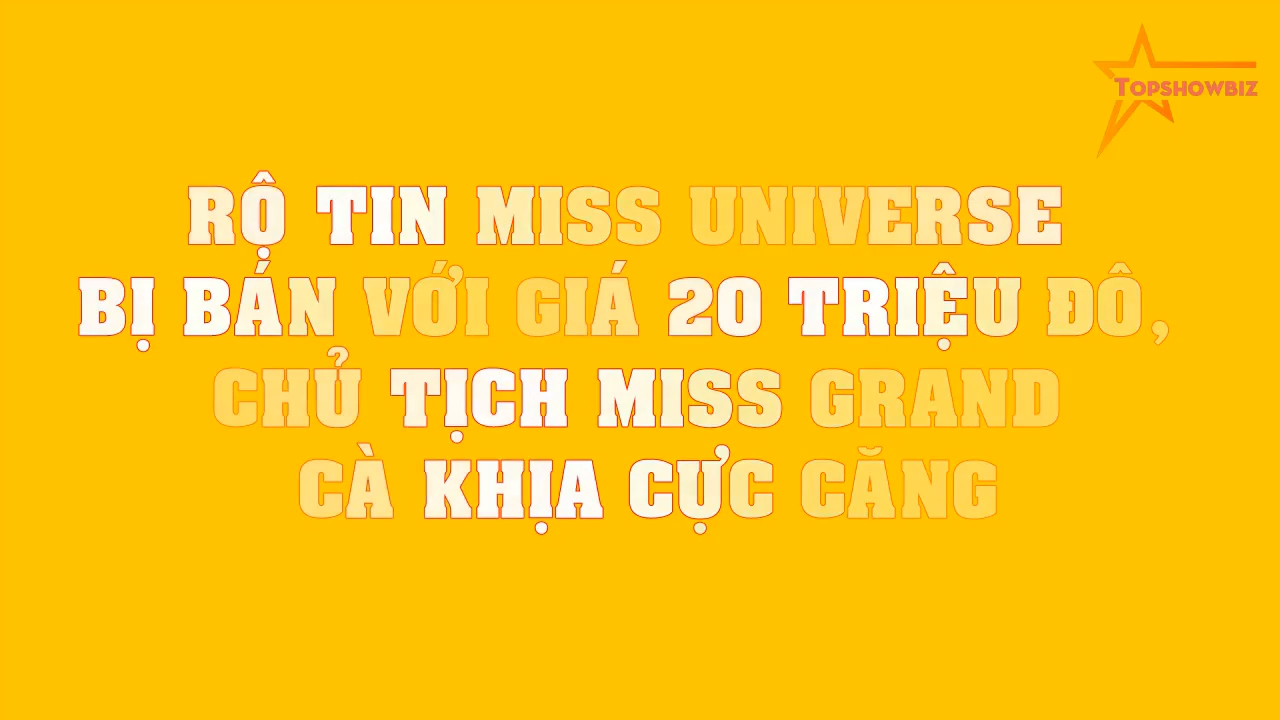 TOPSHOWBIZ
RỘ TIN MISS UNIVERSE
BỊ BÁN VỚI GIÁ 20 TRIỆU ĐÔ,
CHỦ TỊCH MISS GRAND
CÀ KHỊA CỰC CĂNG